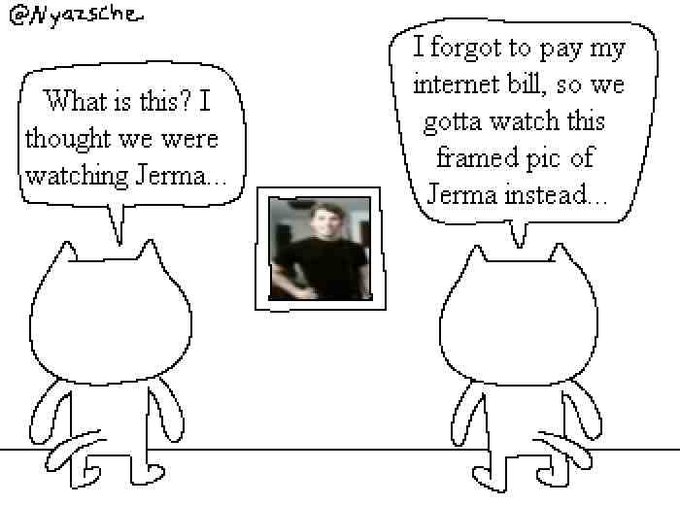 @Nyazsche
What is this? I
thought we were
watching Jerma...
I forgot to pay my
internet bill, so we
gotta watch this
framed pic of
Jerma instead...